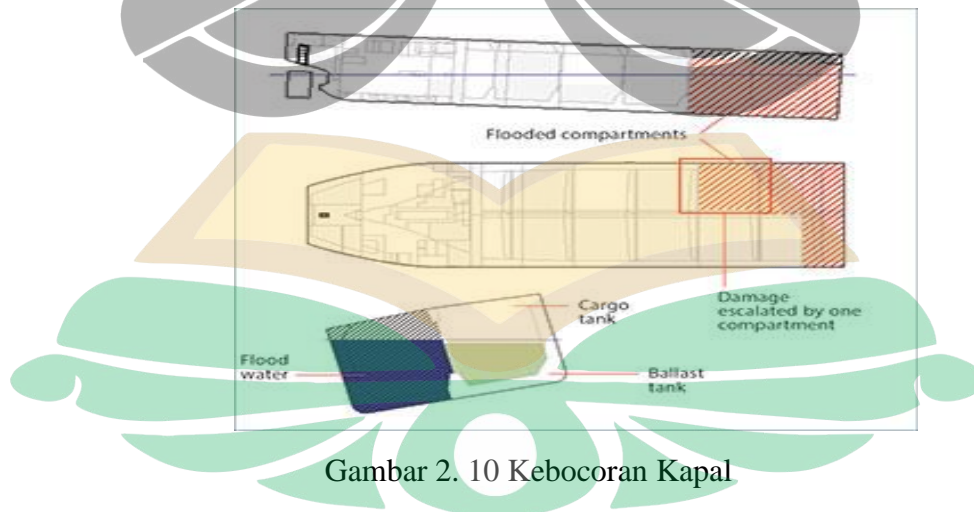 Flooded compartments
Cargo
tank
Damage
escalated by one
compartment
Flood
water
Ballast
tank
Gambar 2. 10 Kebocoran Kapal